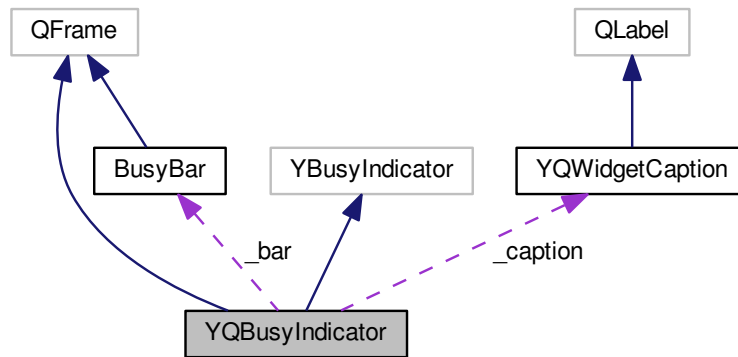 QFrame
QLabel
BusyBar
YBusyIndicator
YQWidgetCaption
_bar
_caption
YQBusyIndicator